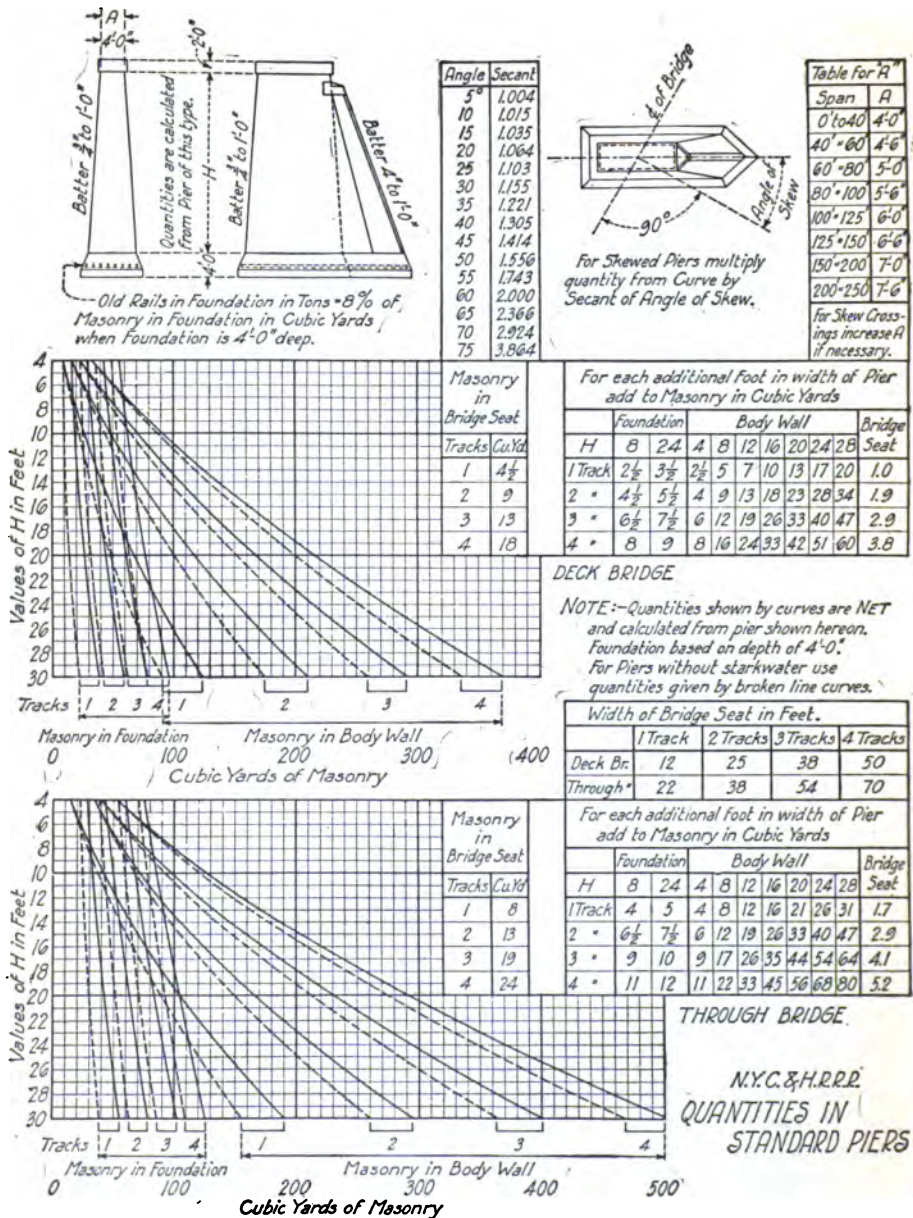 A
4'-0"
2'-0"
Batter ¾" to 1'-0"
Quantities are calculated
from Pier of this type.
H
Batter ¾" to 1'-0"
Batter 4" to 1'-0"
4'-0"
Old Rails in Foundation in Tons = 8% of
Masonry in Foundation in Cubic Yards
when Foundation is 4'-0" deep.
Angle Secant
5° 1.004
10 1.015
15 1.035
20 1.064
25 1.103
30 1.155
35 1.221
40 1.305
45 1.414
50 1.556
55 1.743
60 2.000
65 2.366
70 2.924
75 3.864
℄ of Bridge
90°
Angle of
Skew
For Skewed Piers multiply
quantity from Curve by
Secant of Angle of Skew.
Table for "A"
Span A
0' to 40' 4'-0"
40' " 60' 4'-6"
60' " 80' 5'-0"
80' " 100' 5'-6"
100' " 125' 6'-0"
125' " 150' 6'-6"
150' " 200' 7'-0"
200' " 250' 7'-6"
For Skew Cross-
ings increase A
if necessary.
Values of H in Feet
4
6
8
10
12
14
16
18
20
22
24
26
28
30
Tracks 1 2 3 4 1 2 3 4
Masonry in Foundation Masonry in Body Wall
0 100 200 300 400
Cubic Yards of Masonry
Masonry
in
Bridge Seat
Tracks Cu.Yd.
1 4½
2 9
3 13
4 18
For each additional foot in width of Pier
add to Masonry in Cubic Yards
Foundation Body Wall Bridge
H 8 24 4 8 12 16 20 24 28 Seat
1 Track 2½ 3½ 2½ 5 7 10 13 17 20 1.0
2 " 4½ 5½ 4 9 13 18 23 28 34 1.9
3 " 6½ 7½ 6 12 19 26 33 40 47 2.9
4 " 8 9 8 16 24 33 42 51 60 3.8
DECK BRIDGE
NOTE:-Quantities shown by curves are NET
and calculated from pier shown hereon.
Foundation based on depth of 4'-0".
For Piers without starkwater use
quantities given by broken line curves.
Width of Bridge Seat in Feet.
1 Track 2 Tracks 3 Tracks 4 Tracks
Deck Br. 12 25 38 50
Through " 22 38 54 70
Values of H in Feet
4
6
8
10
12
14
16
18
20
22
24
26
28
30
Tracks 1 2 3 4 1 2 3 4
Masonry in Foundation Masonry in Body Wall
0 100 200 300 400 500
Cubic Yards of Masonry
Masonry
in
Bridge Seat
Tracks Cu.Yd
1 8
2 13
3 19
4 24
For each additional foot in width of Pier
add to Masonry in Cubic Yards
Foundation Body Wall Bridge
H 8 24 4 8 12 16 20 24 28 Seat
1 Track 4 5 4 8 12 16 21 26 31 1.7
2 " 6½ 7½ 6 12 19 26 33 40 47 2.9
3 " 9 10 9 17 26 35 44 54 64 4.1
4 " 11 12 11 22 33 45 56 68 80 5.2
THROUGH BRIDGE.
N.Y.C. & H.R.R.R.
QUANTITIES IN
STANDARD PIERS